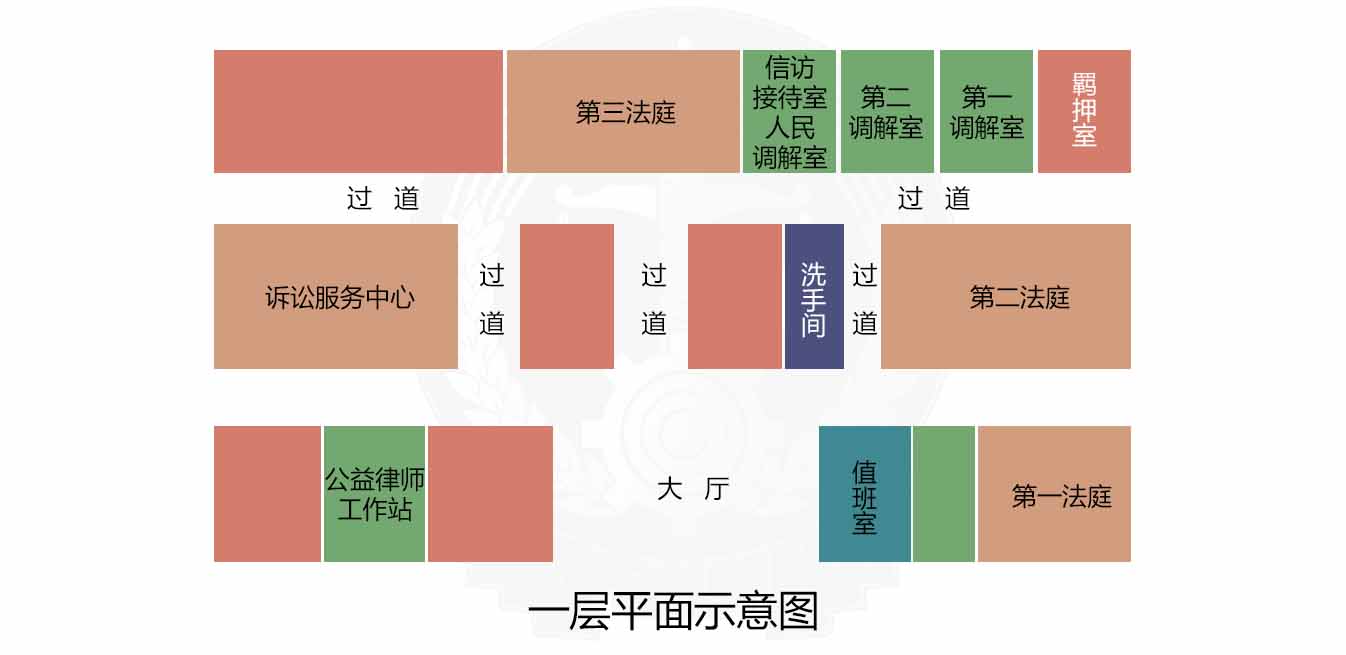 第三法庭
信访
接待室
人民
调解室
第二
调解室
第一
调解室
羁押室
过 道
过 道
诉讼服务中心
过道
过道
洗手间
过道
第二法庭
公益律师
工作站
大 厅
值班室
第一法庭
一层平面示意图